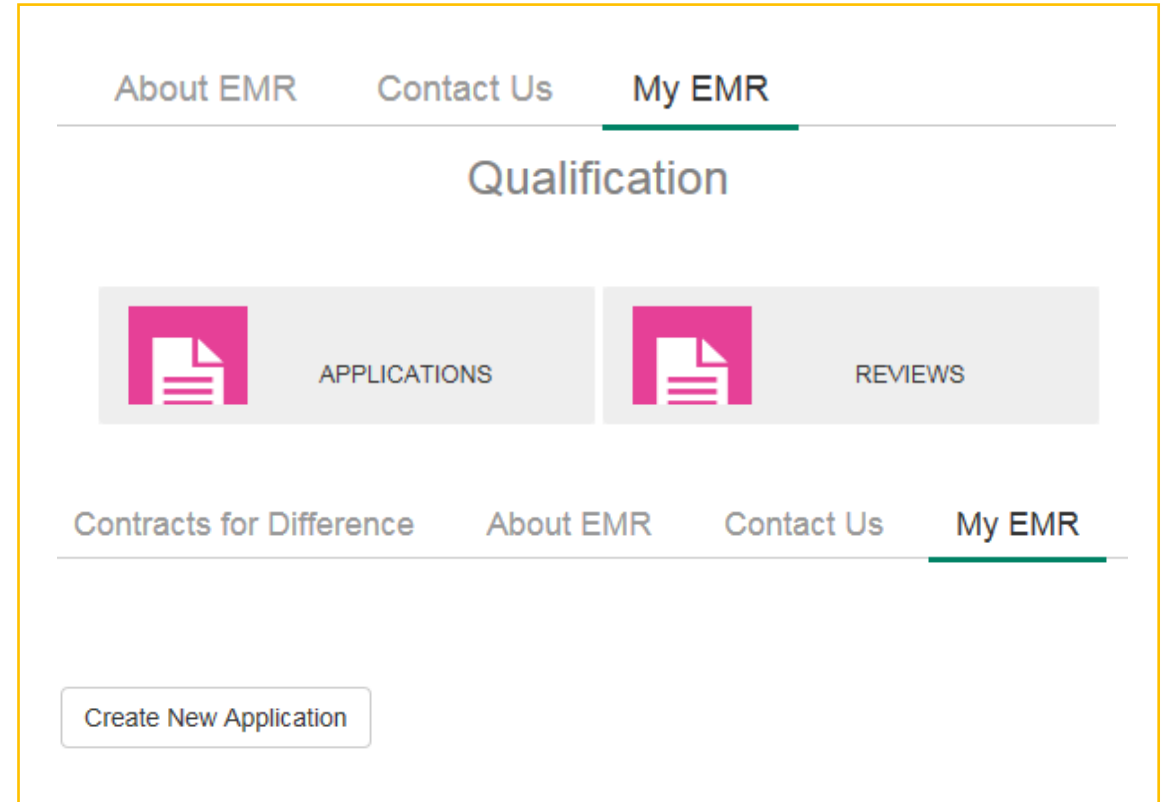 About EMR Contact Us My EMR
Qualification
APPLICATIONS REVIEWS
Contracts for Difference About EMR Contact Us My EMR
Create New Application